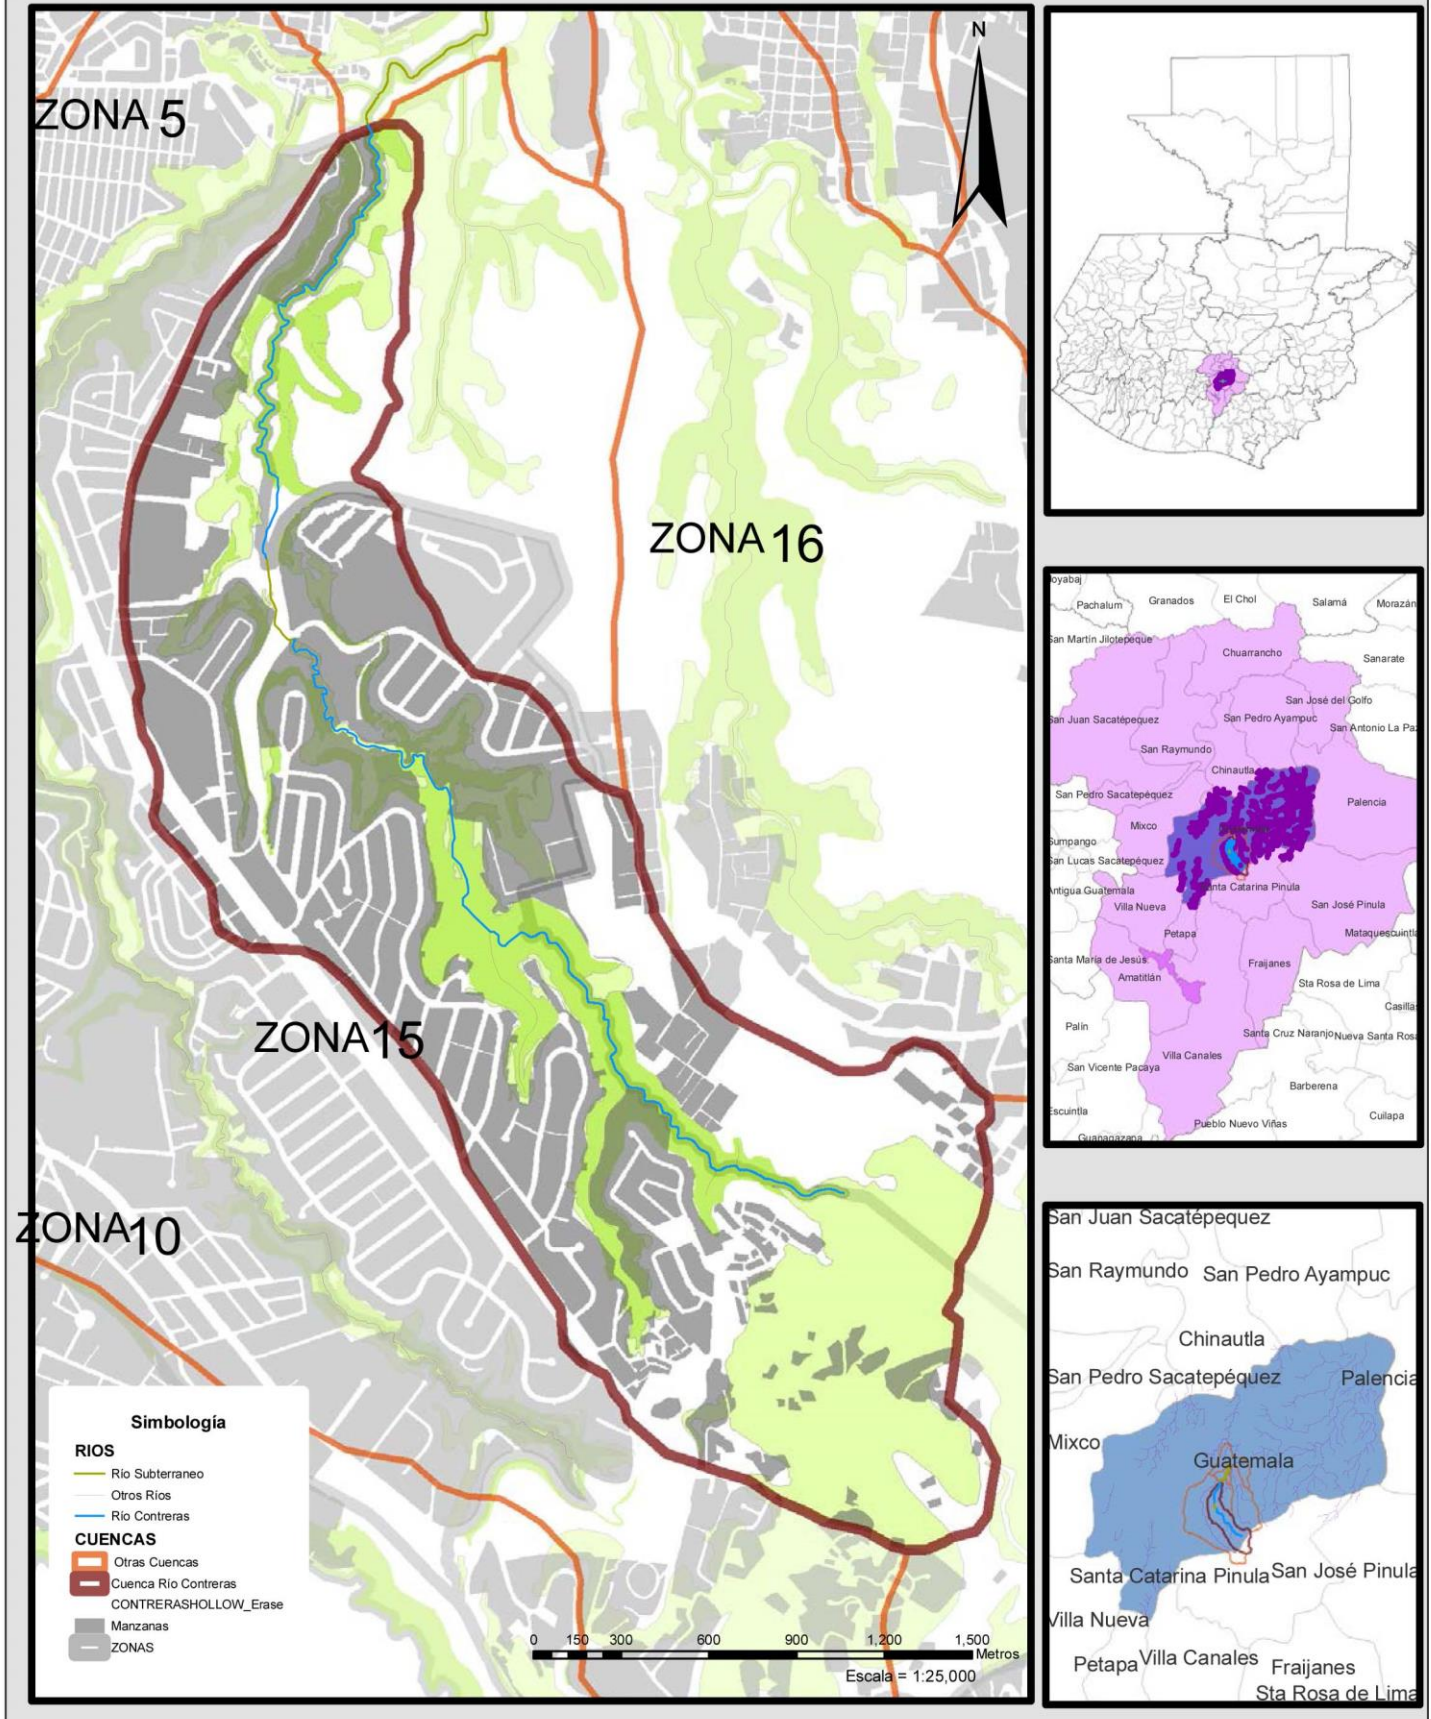 N
ZONA 5
ZONA 16
ZONA 15
ZONA 10
Simbología
RIOS
Río Subterraneo
Otros Ríos
Río Contreras
CUENCAS
Otras Cuencas
Cuenca Río Contreras
CONTRERASHOLLOW_Erase
Manzanas
ZONAS
0 150 300 600 900 1,200 1,500
Metros
Escala = 1:25,000
oyabaj
Pachalum
Granados
El Chol
Salamá
Morazán
San Martín Jilotepeque
Chuarrancho
Sanarate
San José del Golfo
San Juan Sacatépequez
San Pedro Ayampuc
San Antonio La Paz
San Raymundo
Chinautla
San Pedro Sacatepéquez
Palencia
Mixco
Sumpango
San Lucas Sacatepéquez
Antigua Guatemala
anta Catarina Pinula
Villa Nueva
San José Pinula
Petapa
Mataquescuintla
Santa María de Jesús
Fraijanes
Amatitlán
Sta Rosa de Lima
Casillas
Palín
Santa Cruz Naranjo
Nueva Santa Rosa
Villa Canales
San Vicente Pacaya
Barberena
Escuintla
Cuilapa
Pueblo Nuevo Viñas
Guanagazapa
San Juan Sacatépequez
San Raymundo
San Pedro Ayampuc
Chinautla
San Pedro Sacatepéquez
Palencia
Mixco
Guatemala
Santa Catarina Pinula
San José Pinula
Villa Nueva
Petapa
Villa Canales
Fraijanes
Sta Rosa de Lima